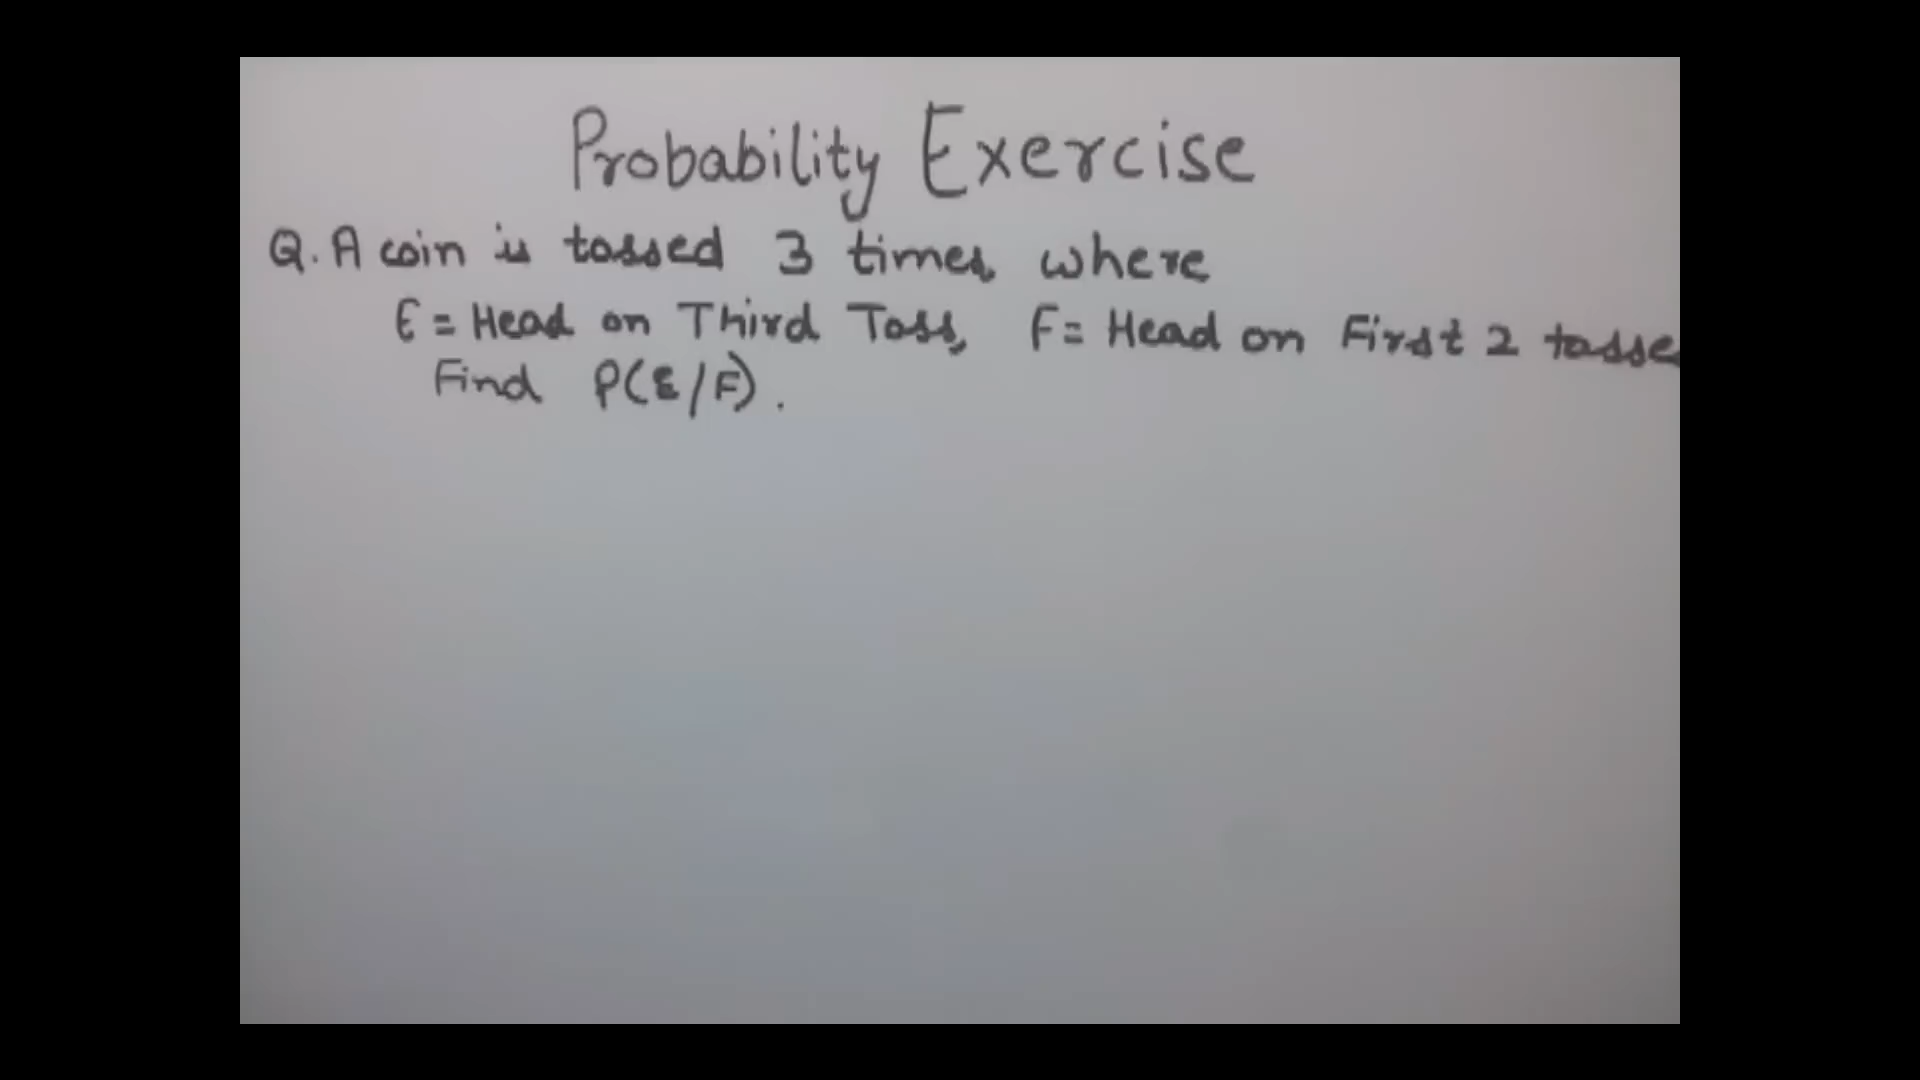 Probability Exercise
Q. A coin is tossed 3 times where
E = Head on Third Toss, F = Head on First 2 tosse
Find P(E/F).